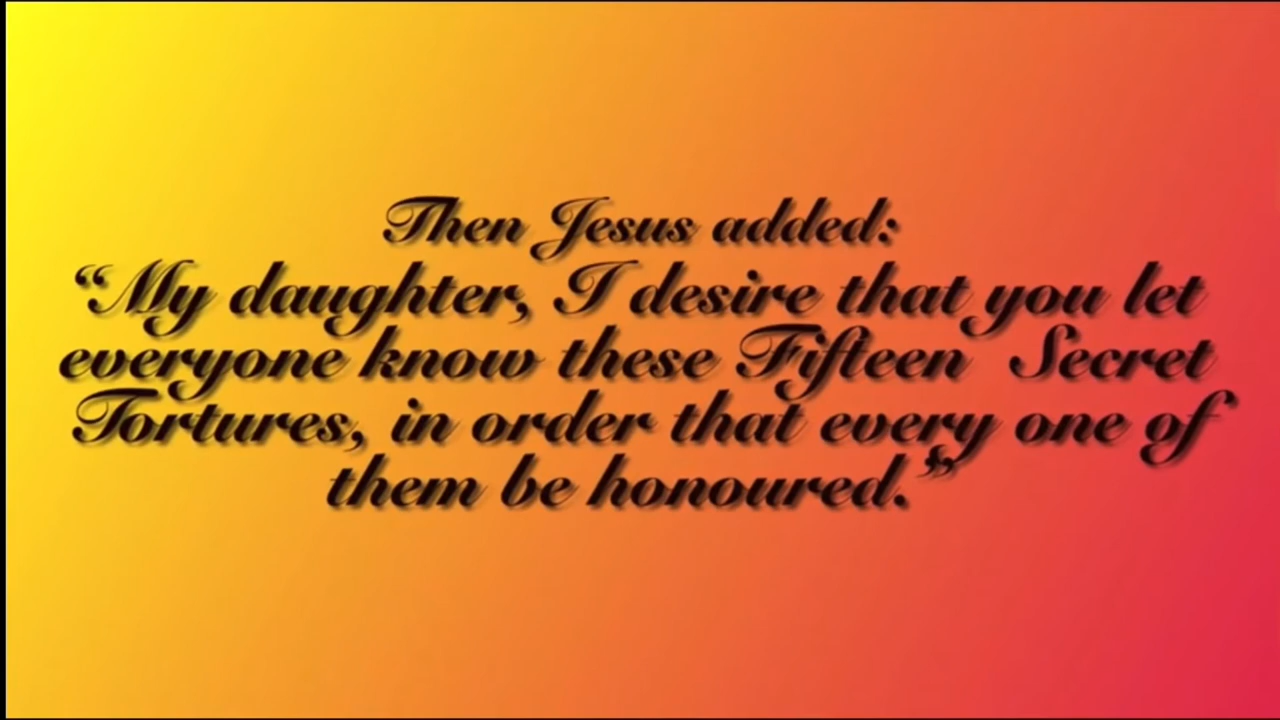 Then Jesus added:
“My daughter, I desire that you let
everyone know these Fifteen Secret
Tortures, in order that every one of
them be honoured.”